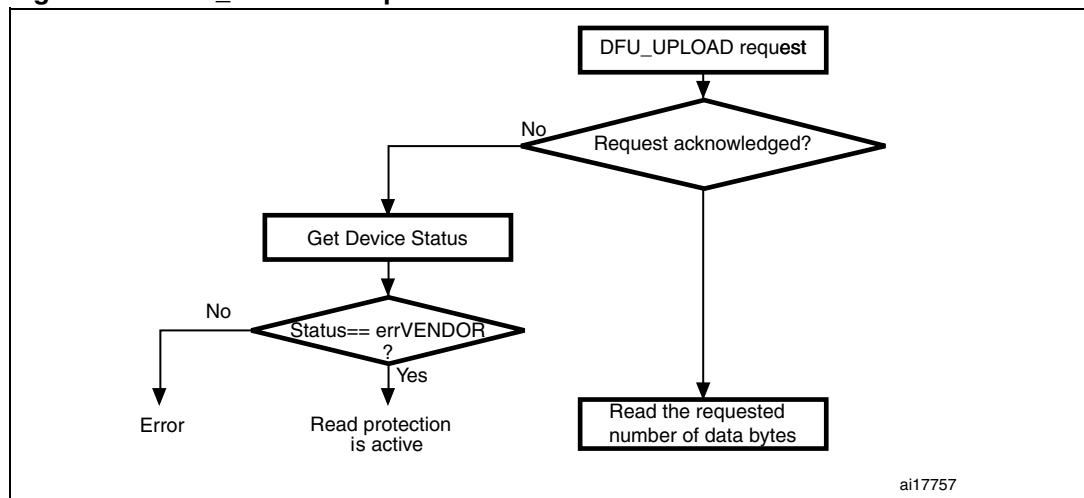 DFU_UPLOAD request
No
Request acknowledged?
Get Device Status
No
Status== errVENDOR
?
Yes
Error
Read protection
is active
Read the requested
number of data bytes
ai17757